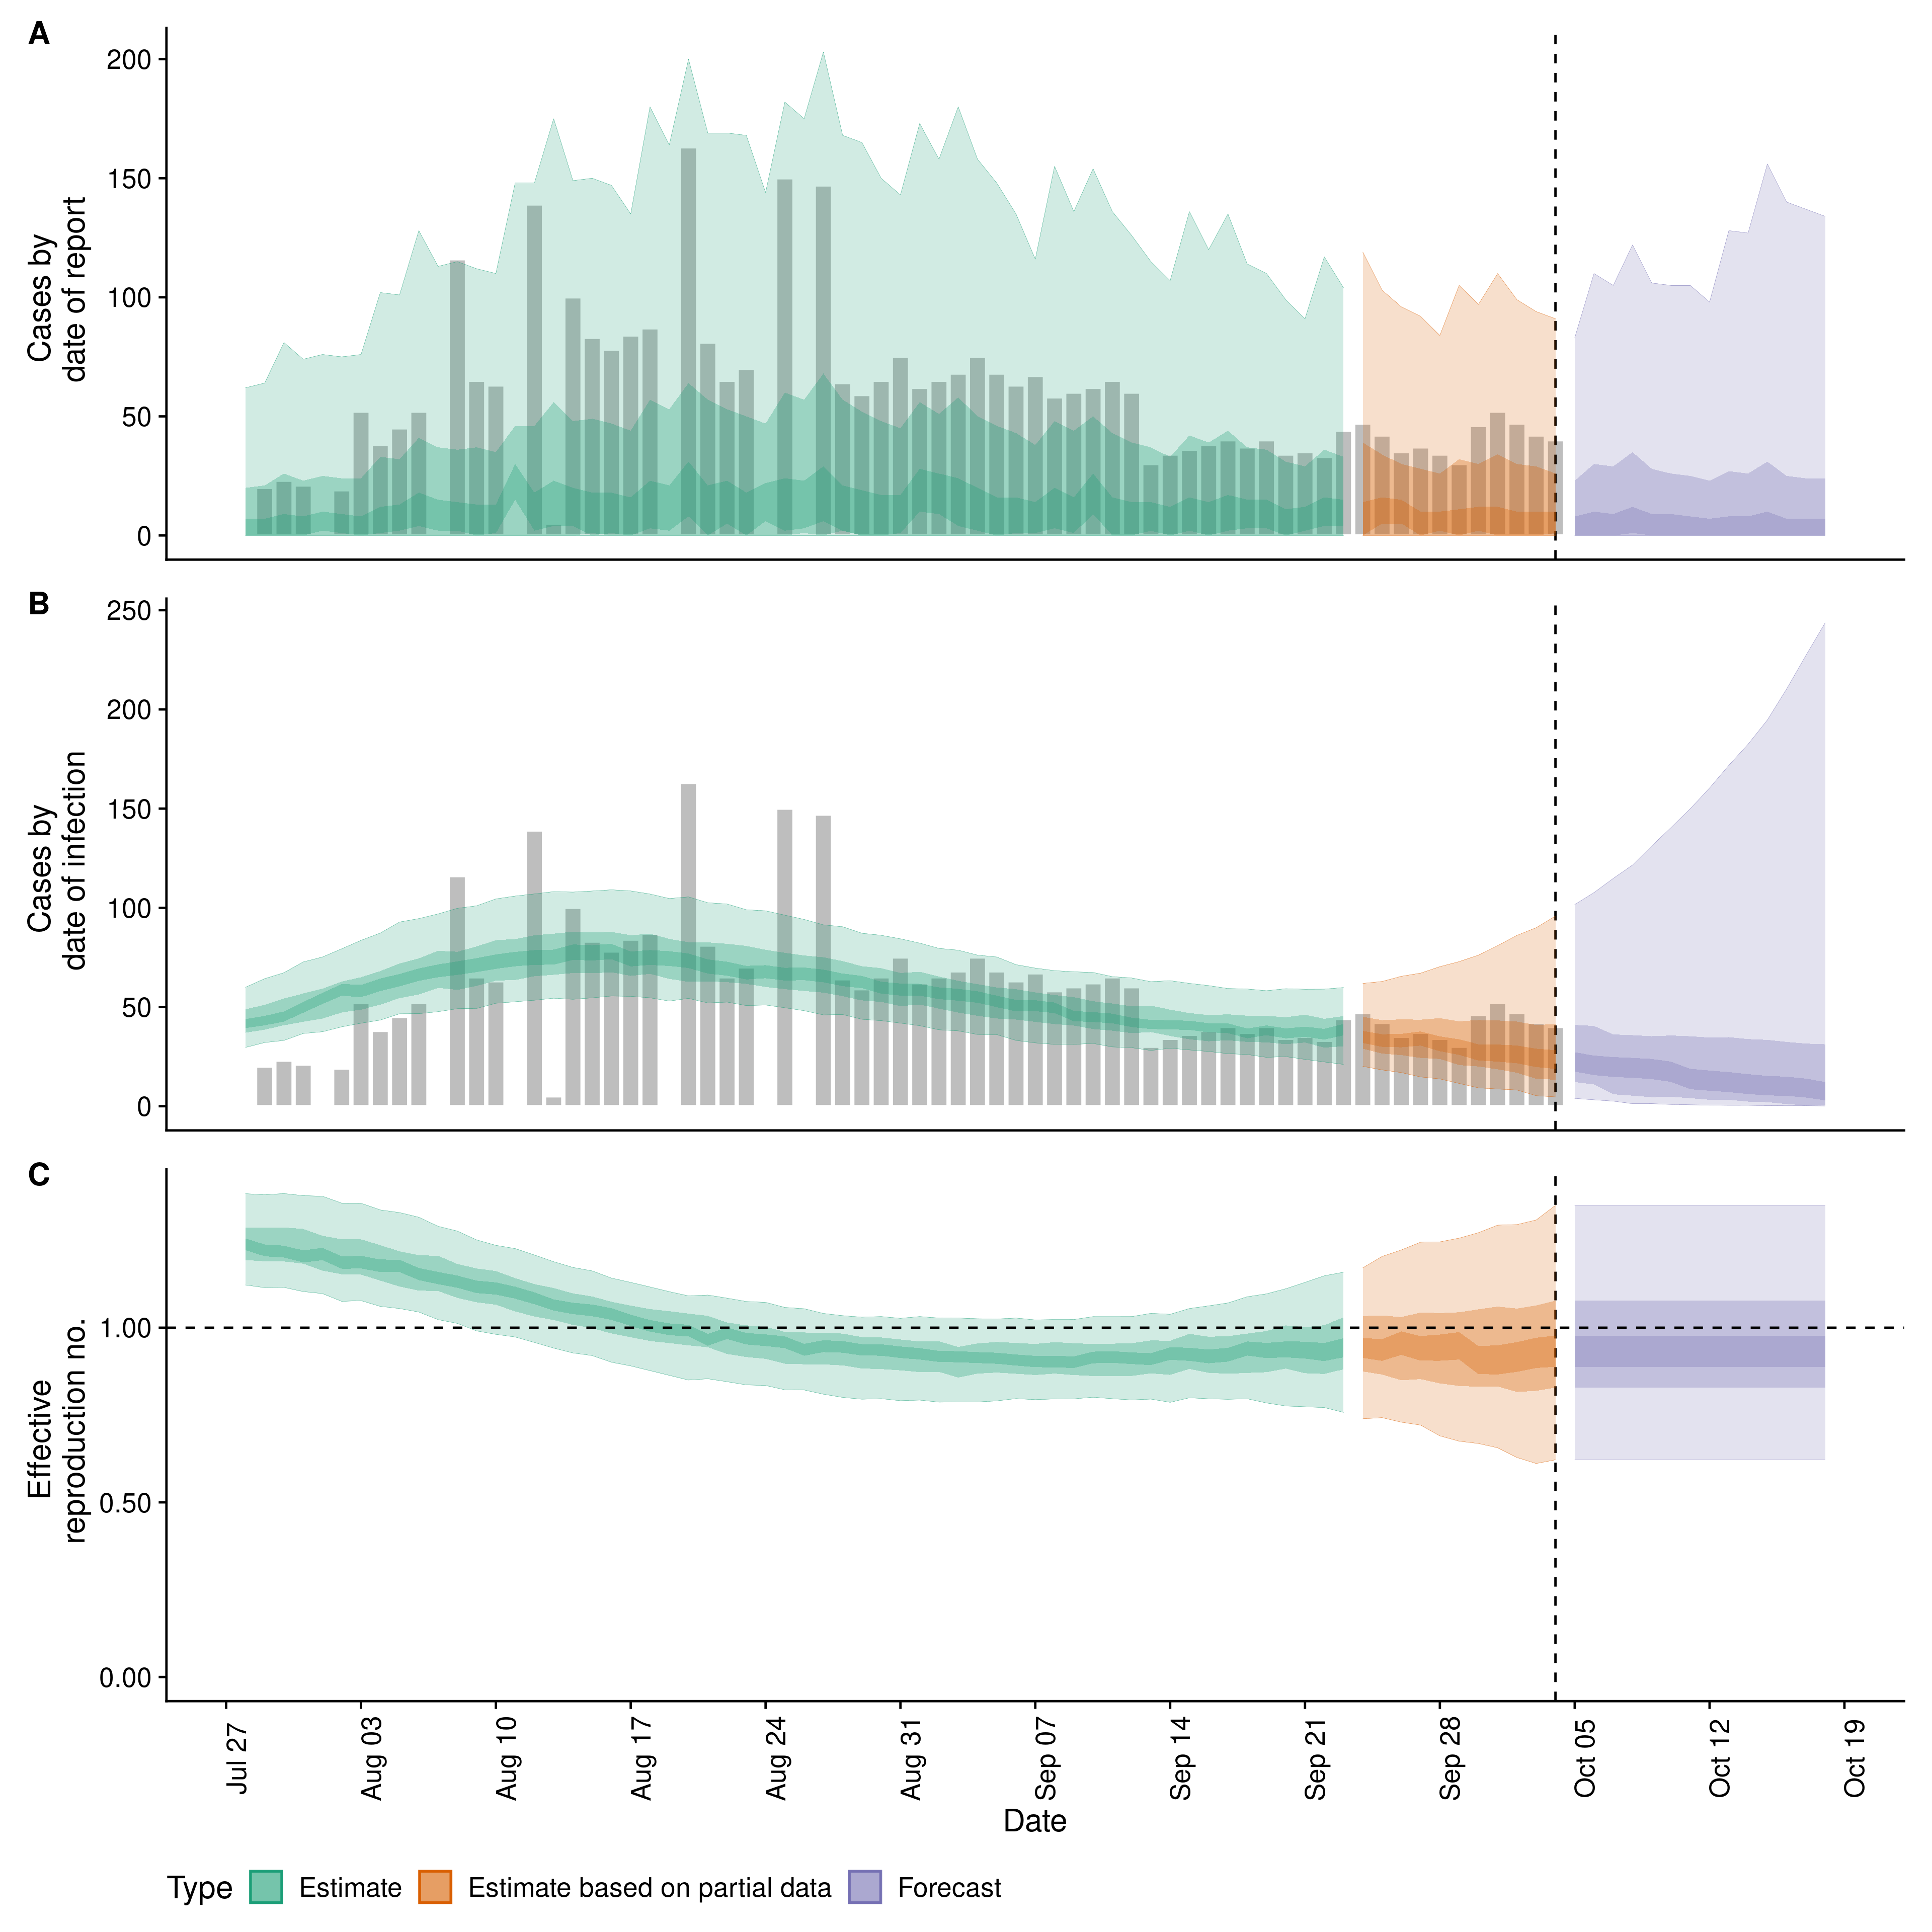 A
200
150
100
50
0
Cases by
date of report
B
250
200
150
100
50
0
Cases by
date of infection
C
1.00
0.50
0.00
Effective
reproduction no.
Jul 27
Aug 03
Aug 10
Aug 17
Aug 24
Aug 31
Sep 07
Sep 14
Sep 21
Sep 28
Oct 05
Oct 12
Oct 19
Date
Type
Estimate
Estimate based on partial data
Forecast